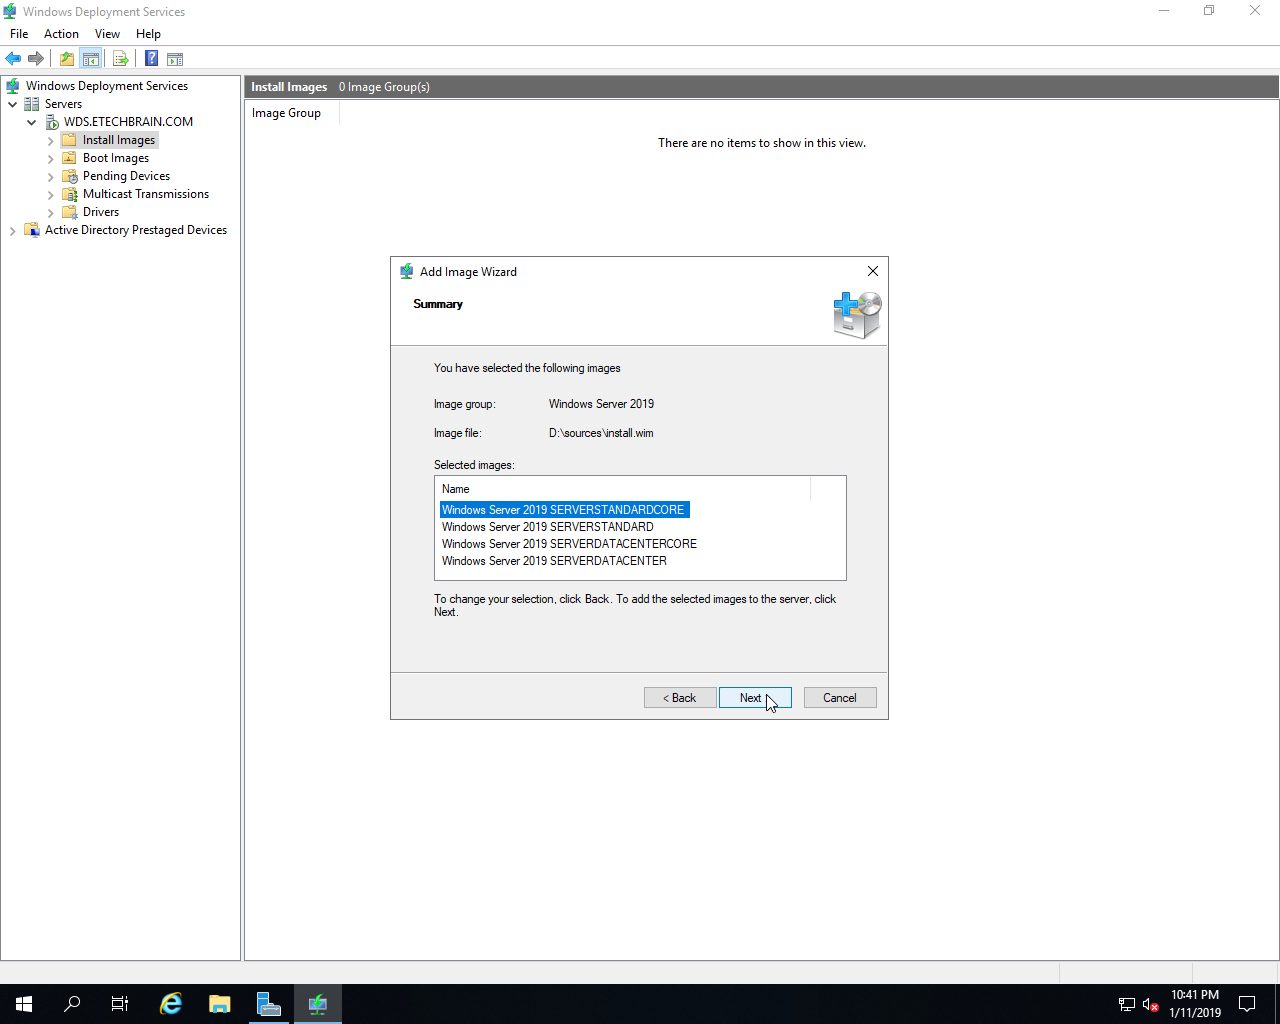 Windows Deployment Services
File Action View Help
Windows Deployment Services
Servers
WDS.ETECHBRAIN.COM
Install Images
Boot Images
Pending Devices
Multicast Transmissions
Drivers
Active Directory Prestaged Devices
Install Images 0 Image Group(s)
Image Group
There are no items to show in this view.
Add Image Wizard
Summary
You have selected the following images
Image group: Windows Server 2019
Image file: D:\sources\install.wim
Selected images:
Name
Windows Server 2019 SERVERSTANDARDCORE
Windows Server 2019 SERVERSTANDARD
Windows Server 2019 SERVERDATACENTERCORE
Windows Server 2019 SERVERDATACENTER
To change your selection, click Back. To add the selected images to the server, click
Next.
< Back Next Cancel
10:41 PM
1/11/2019